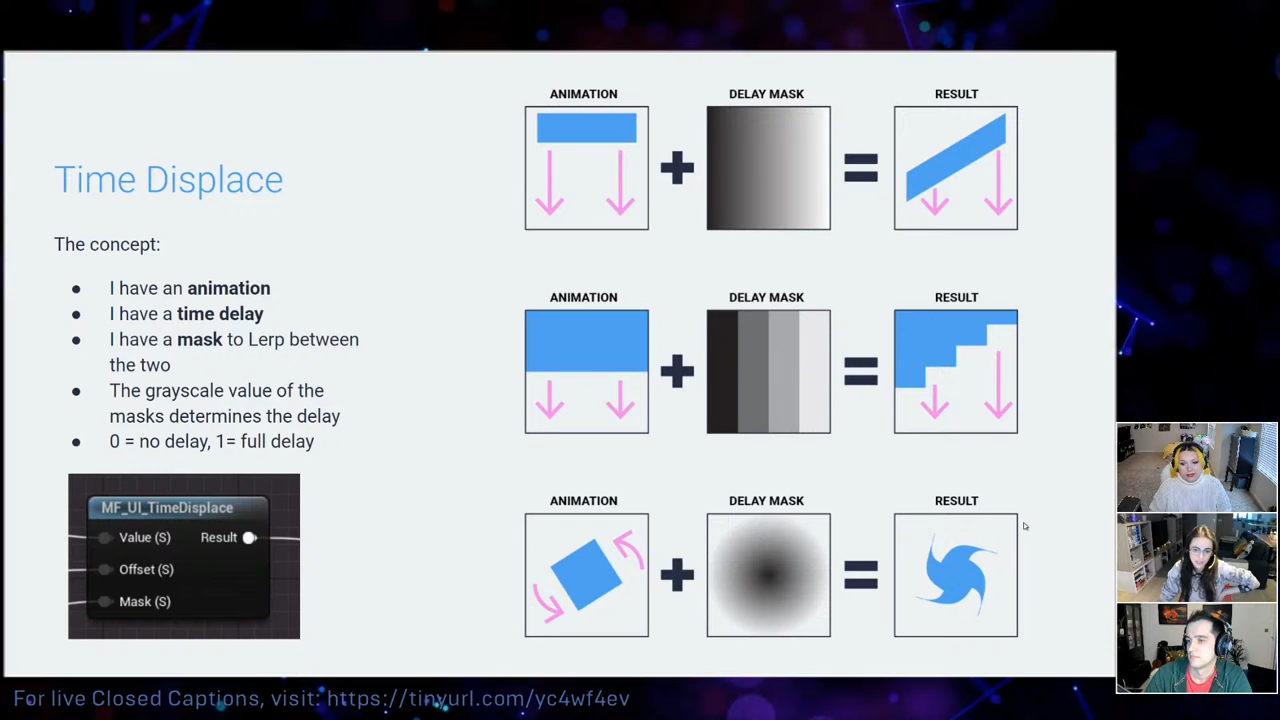 Time Displace
The concept:
● I have an animation
● I have a time delay
● I have a mask to Lerp between
the two
● The grayscale value of the
masks determines the delay
● 0 = no delay, 1= full delay
MF_UI_TimeDisplace
Value (S) Result
Offset (S)
Mask (S)
ANIMATION DELAY MASK RESULT
ANIMATION DELAY MASK RESULT
ANIMATION DELAY MASK RESULT
For live Closed Captions, visit: https://tinyurl.com/yc4wf4ev